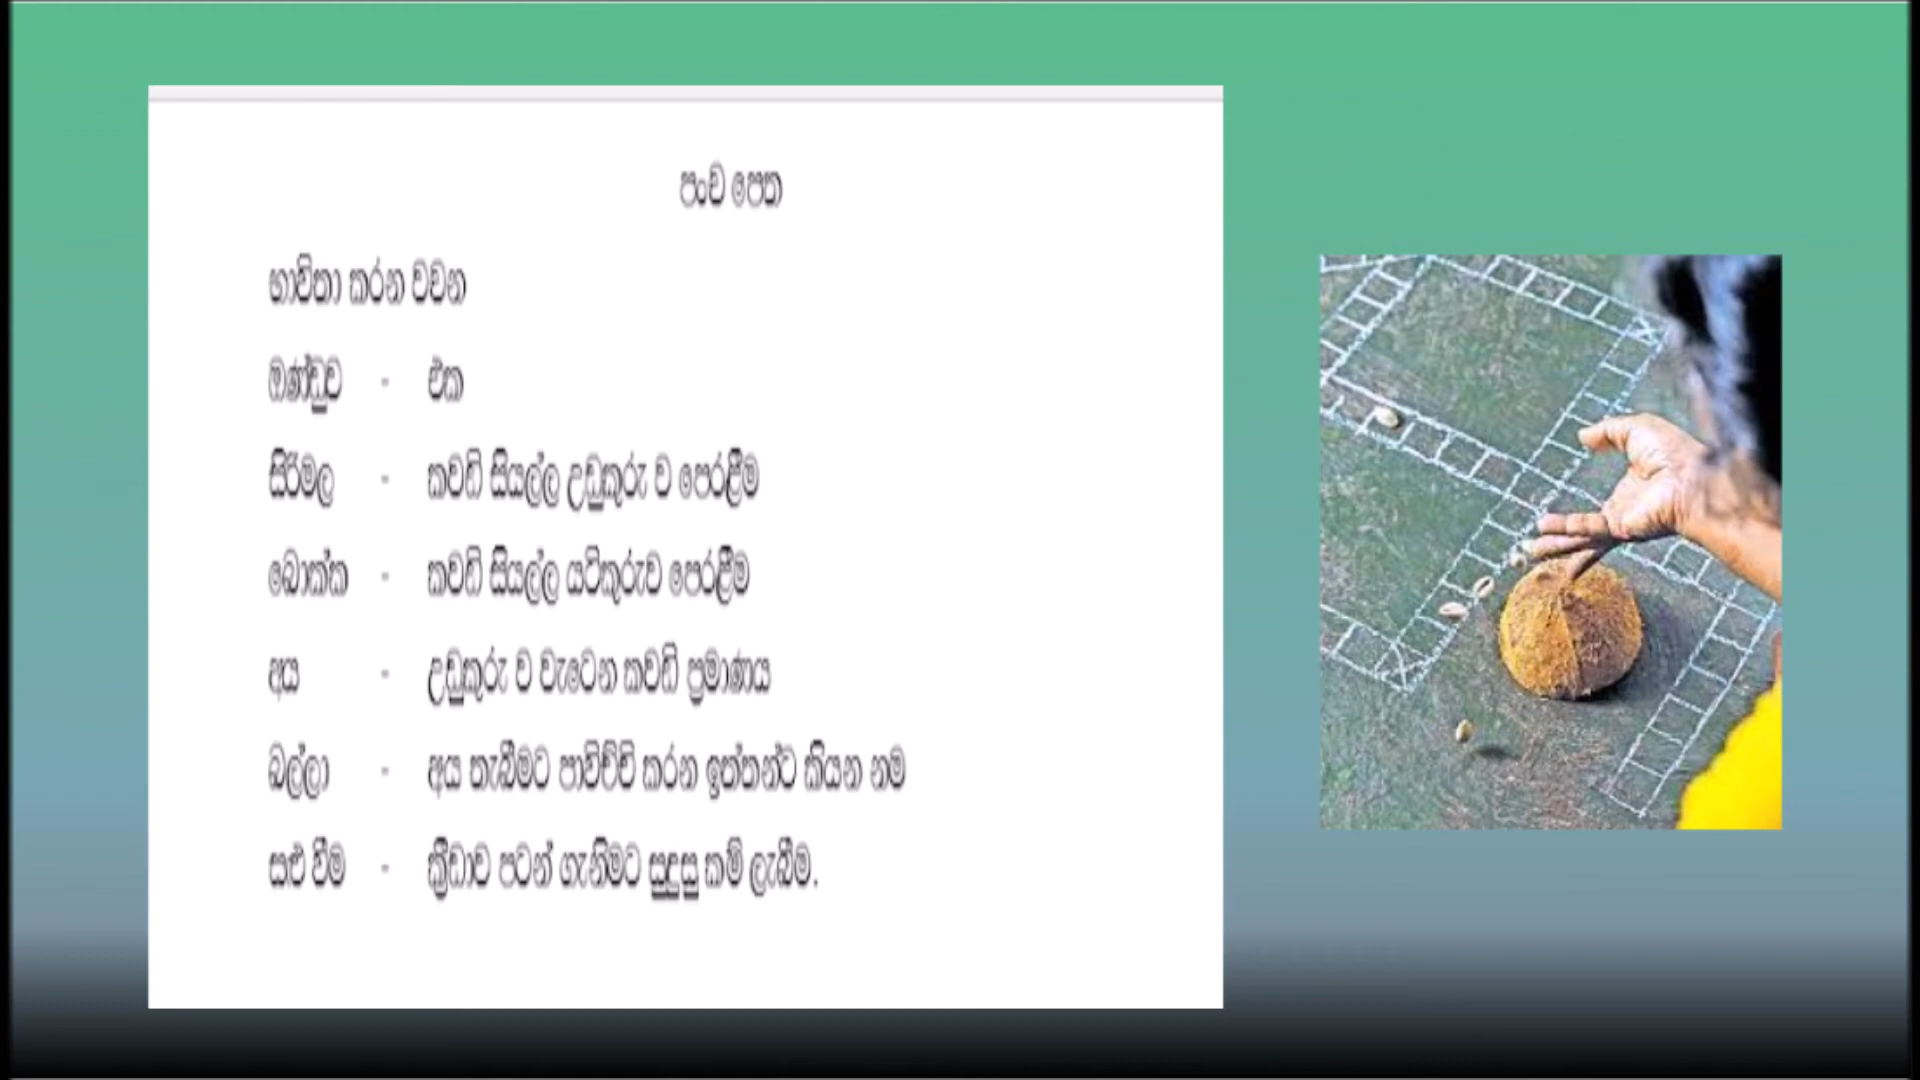 පංච පෙත
භාවිතා කරන වචන
ඔණ්ඩුව - එක
සිරිමල - කවඩි සියල්ල උඩුකුරු ව පෙරළීම
බොක්ක - කවඩි සියල්ල යටිකුරුව පෙරළීම
අය - උඩුකුරු ව වැටෙන කවඩි ප්‍රමාණය
බල්ලා - අය තැබීමට පාවිච්චි කරන ඉත්තන්ට කියන නම
සළු වීම - ක්‍රීඩාව පටන් ගැනිමට සුදුසු කම් ලැබීම.